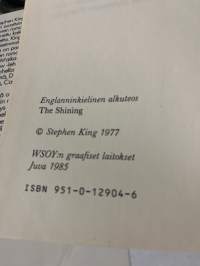 Englanninkielinen alkuteos
The Shining
© Stephen King 1977
WSOY:n graafiset laitokset
Juva 1985
ISBN 951-0-12904-6